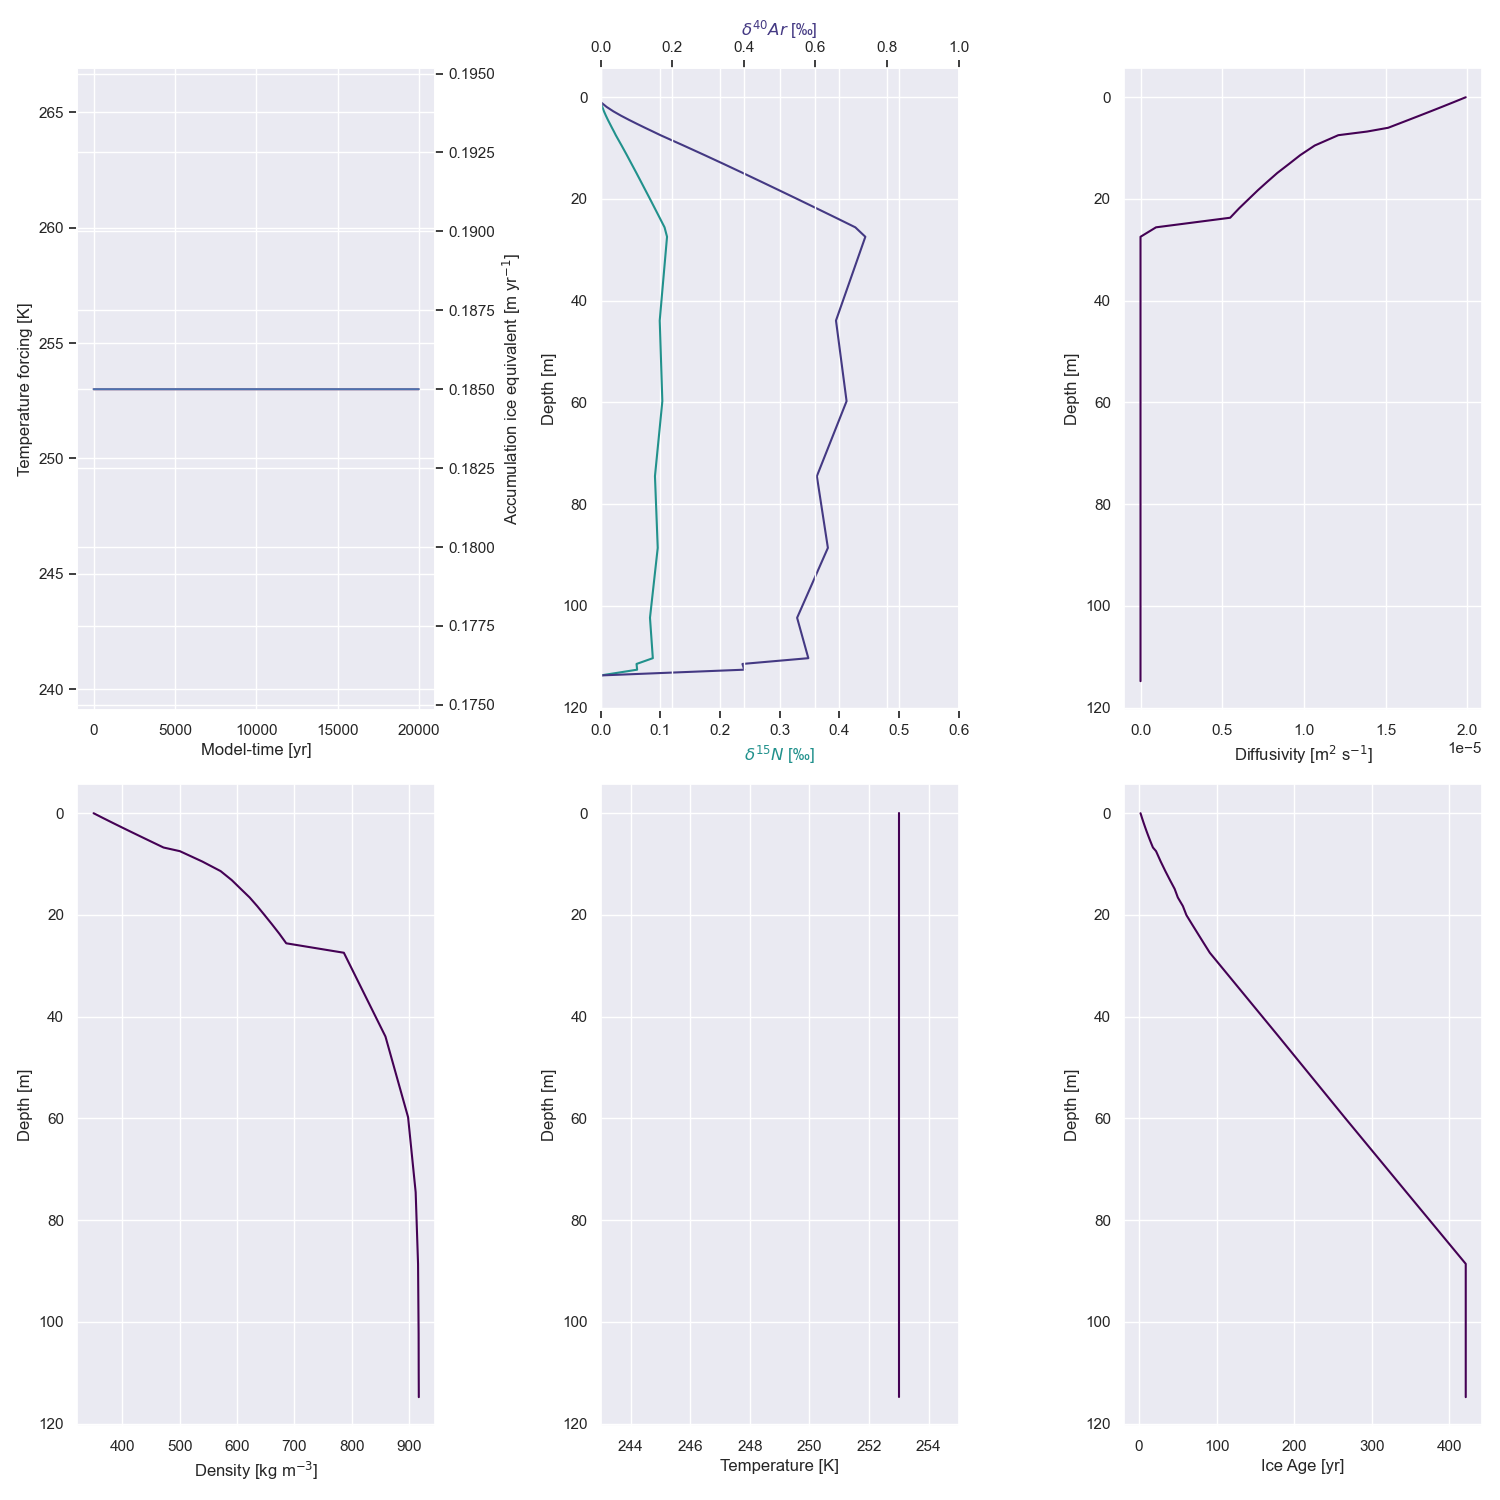 δ⁴⁰Ar [‰]
0.0 0.2 0.4 0.6 0.8 1.0
265
260
255
250
245
240
Temperature forcing [K]
0 5000 10000 15000 20000
Model-time [yr]
0.1950
0.1925
0.1900
0.1875
0.1850
0.1825
0.1800
0.1775
0.1750
Accumulation ice equivalent [m yr⁻¹]
0
20
40
60
80
100
120
Depth [m]
0.0 0.1 0.2 0.3 0.4 0.5 0.6
δ¹⁵N [‰]
0
20
40
60
80
100
120
Depth [m]
0.0 0.5 1.0 1.5 2.0
1e−5
Diffusivity [m² s⁻¹]
0
20
40
60
80
100
120
Depth [m]
400 500 600 700 800 900
Density [kg m⁻³]
0
20
40
60
80
100
120
Depth [m]
244 246 248 250 252 254
Temperature [K]
0
20
40
60
80
100
120
Depth [m]
0 100 200 300 400
Ice Age [yr]